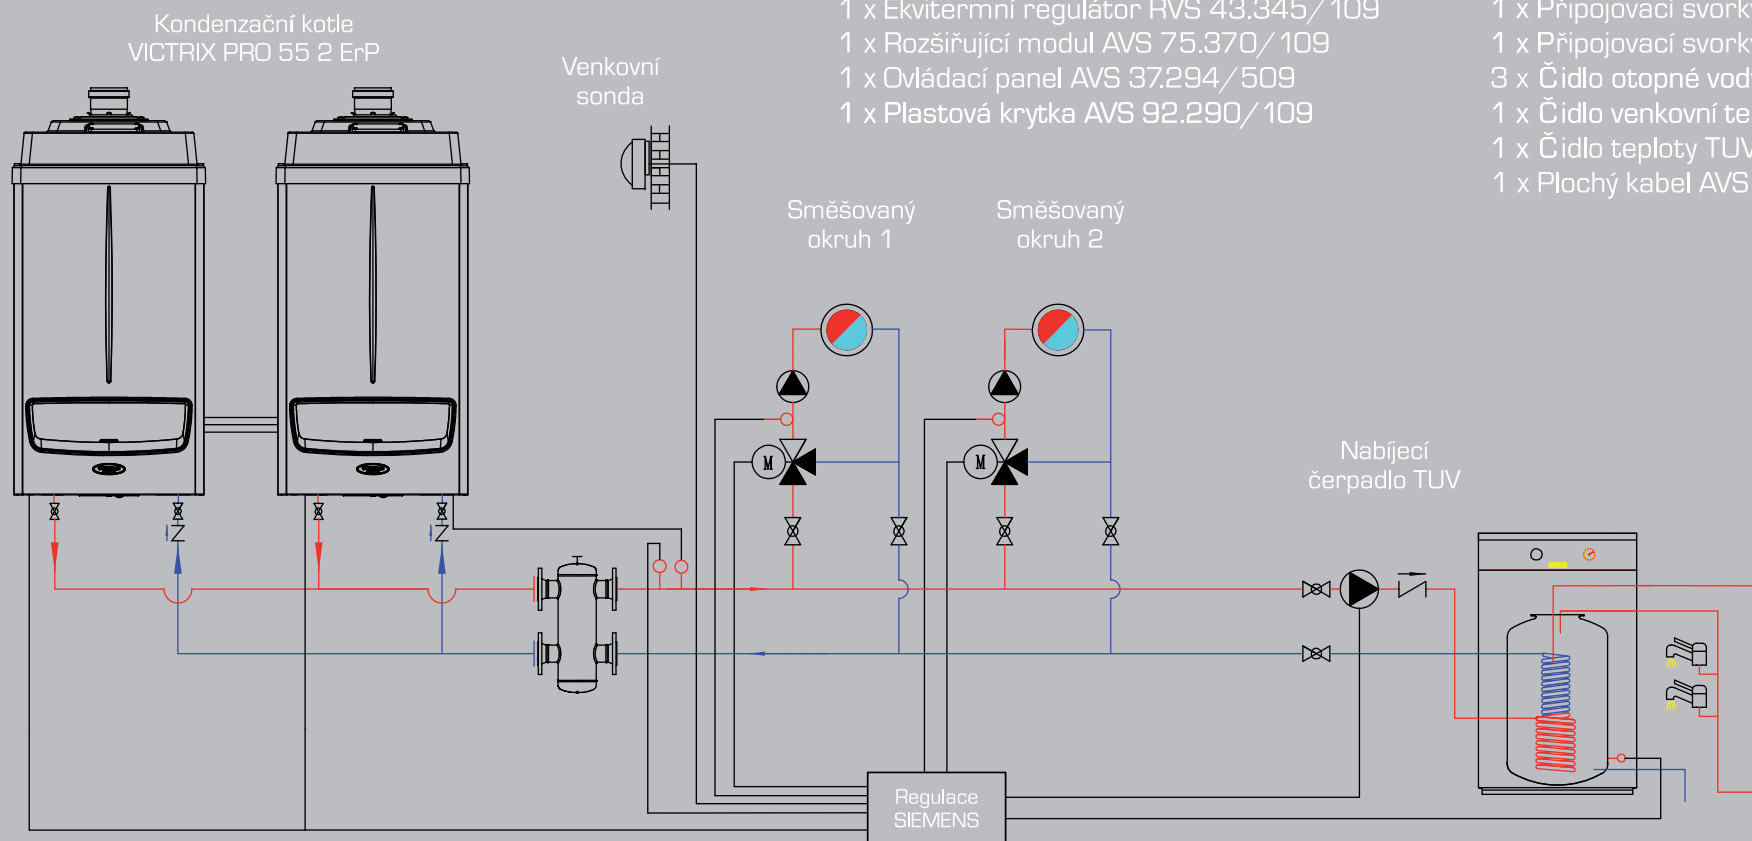 Kondenzační kotle
VICTRIX PRO 55 2 ErP
Venkovní
sonda
1 x Ekvitermní regulátor RVS 43.345/109
1 x Rozšiřující modul AVS 75.370/109
1 x Ovládací panel AVS 37.294/509
1 x Plastová krytka AVS 92.290/109
1 x Připojovací svorky
1 x Připojovací svorky
3 x Čidlo otopné vody
1 x Čidlo venkovní te
1 x Čidlo teploty TUV
1 x Plochý kabel AVS
Směšovaný
okruh 1
Směšovaný
okruh 2
M
M
Nabíjecí
čerpadlo TUV
Regulace
SIEMENS